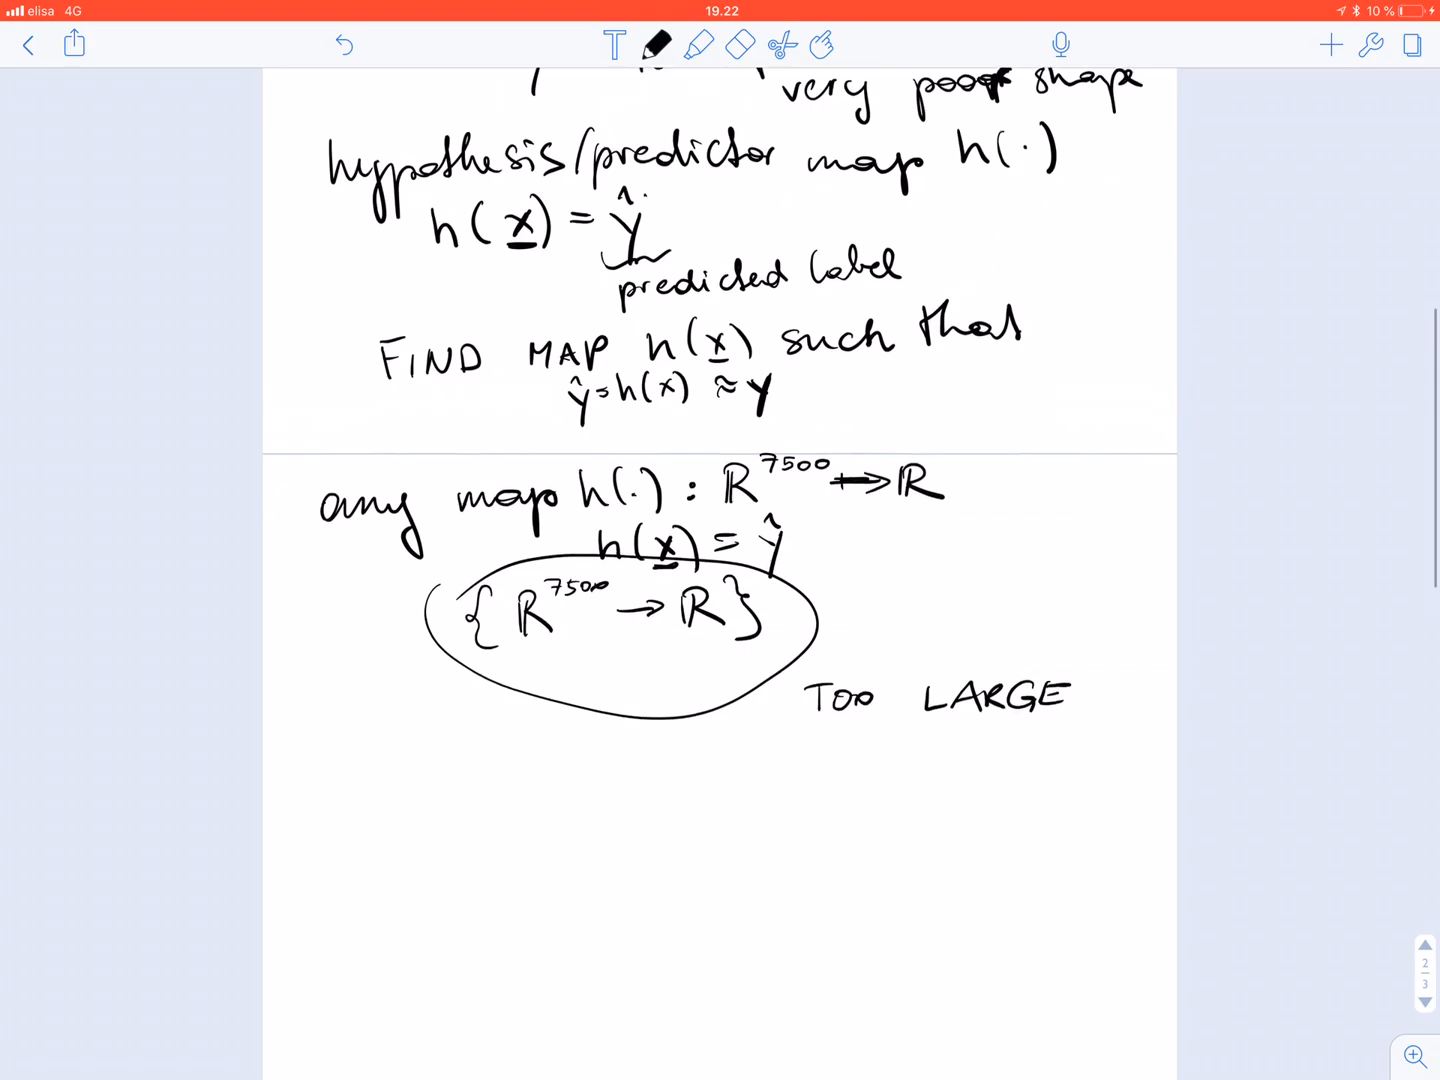 elisa 4G 19.22 10 %
T
very poor shape
hypothesis/predictor map h(·)
h(x) = ŷ
predicted label
FIND MAP h(x) such that
ŷ=h(x) ≈ y
any map h(·) : ℝ^7500 → ℝ
h(x) = ŷ
{ℝ^7500 → ℝ}
TOO LARGE
2
3